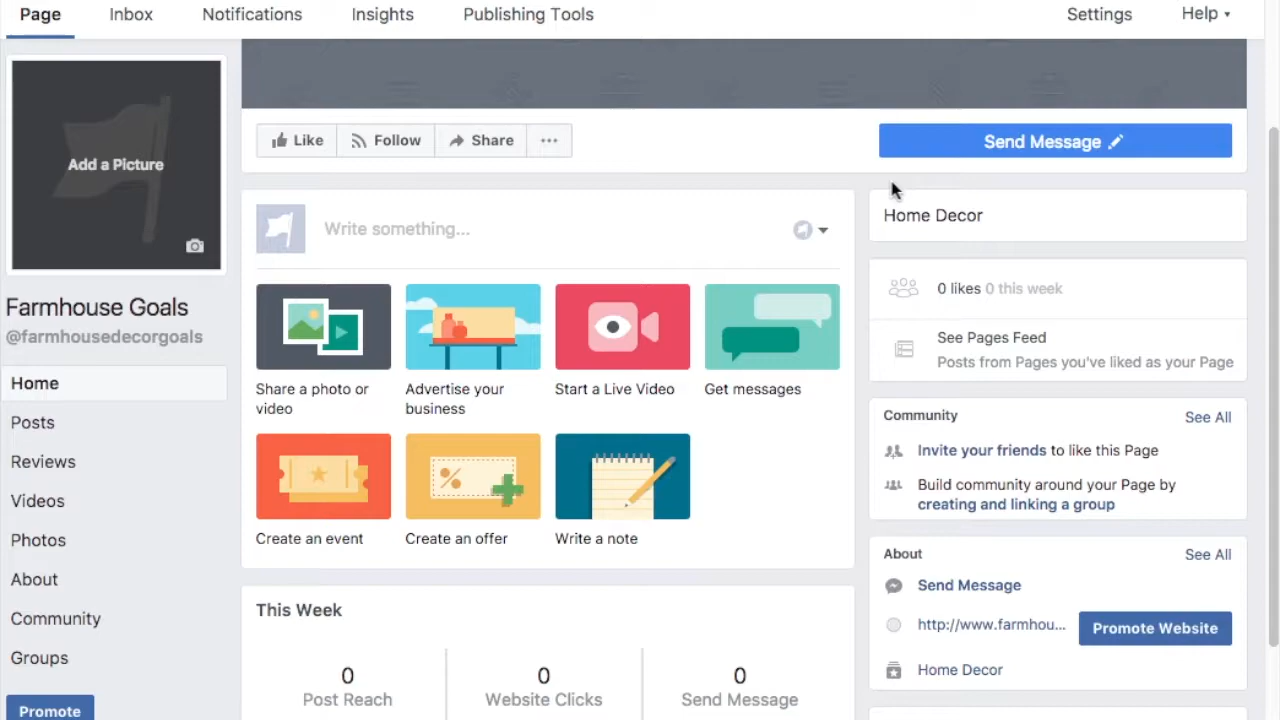 Page
Inbox
Notifications
Insights
Publishing Tools
Settings
Help
Add a Picture
Farmhouse Goals
@farmhousedecorgoals
Home
Posts
Reviews
Videos
Photos
About
Community
Groups
Promote
Like
Follow
Share
Send Message
Write something...
Share a photo or
video
Advertise your
business
Start a Live Video
Get messages
%
Create an event
Create an offer
Write a note
This Week
0
Post Reach
0
Website Clicks
0
Send Message
Home Decor
0 likes 0 this week
See Pages Feed
Posts from Pages you've liked as your Page
Community
See All
Invite your friends to like this Page
Build community around your Page by
creating and linking a group
About
See All
Send Message
http://www.farmhou...
Promote Website
Home Decor